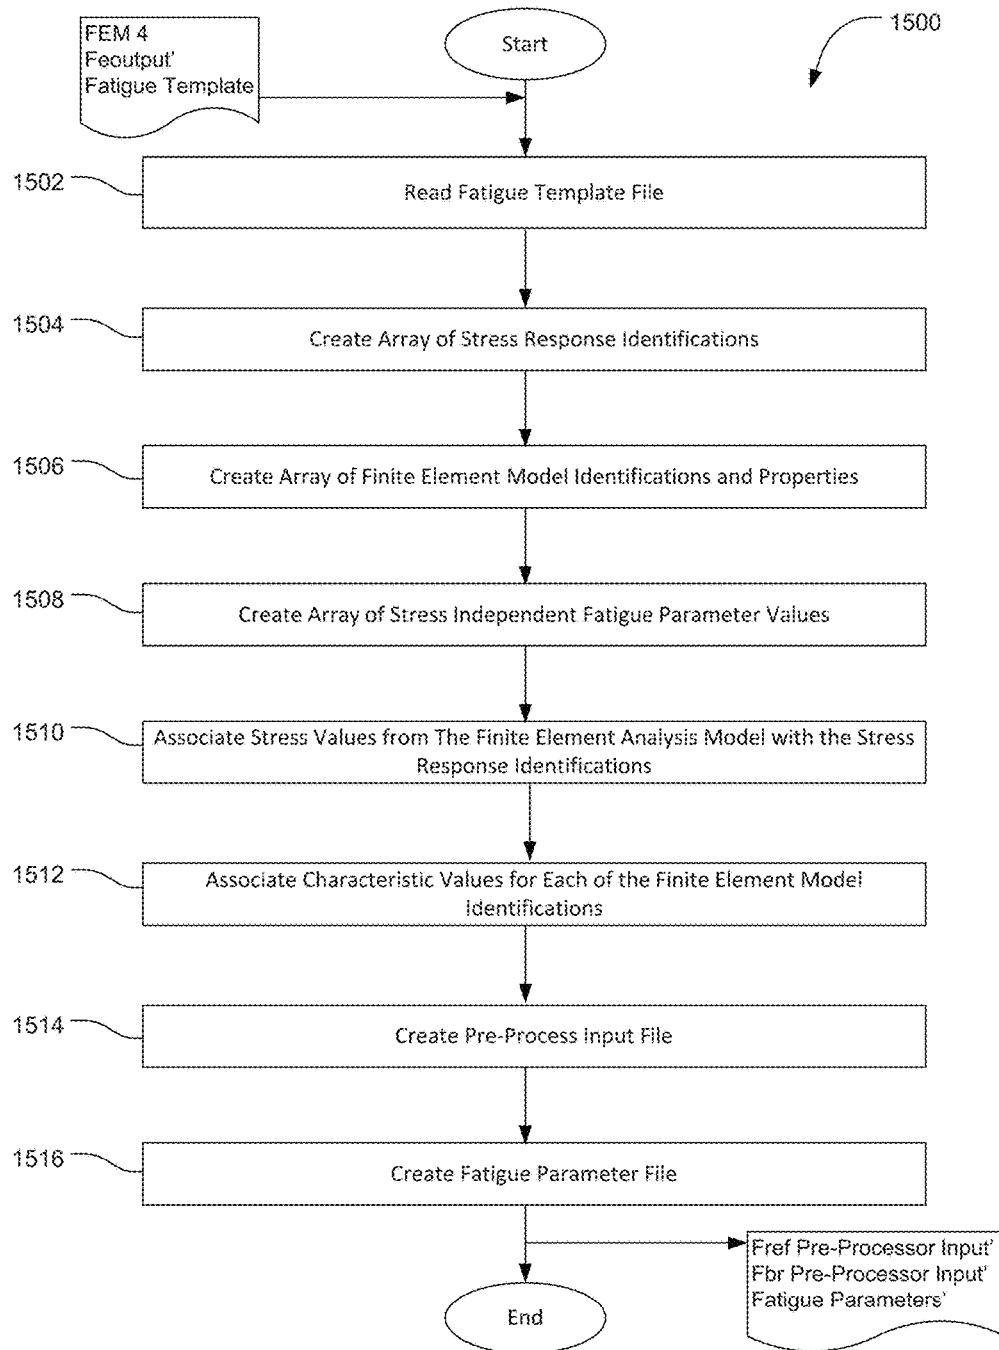 FEM 4
Feoutput'
Fatigue Template
Start
1500
1502
Read Fatigue Template File
1504
Create Array of Stress Response Identifications
1506
Create Array of Finite Element Model Identifications and Properties
1508
Create Array of Stress Independent Fatigue Parameter Values
1510
Associate Stress Values from The Finite Element Analysis Model with the Stress
Response Identifications
1512
Associate Characteristic Values for Each of the Finite Element Model
Identifications
1514
Create Pre-Process Input File
1516
Create Fatigue Parameter File
Fref Pre-Processor Input'
Fbr Pre-Processor Input'
Fatigue Parameters'
End